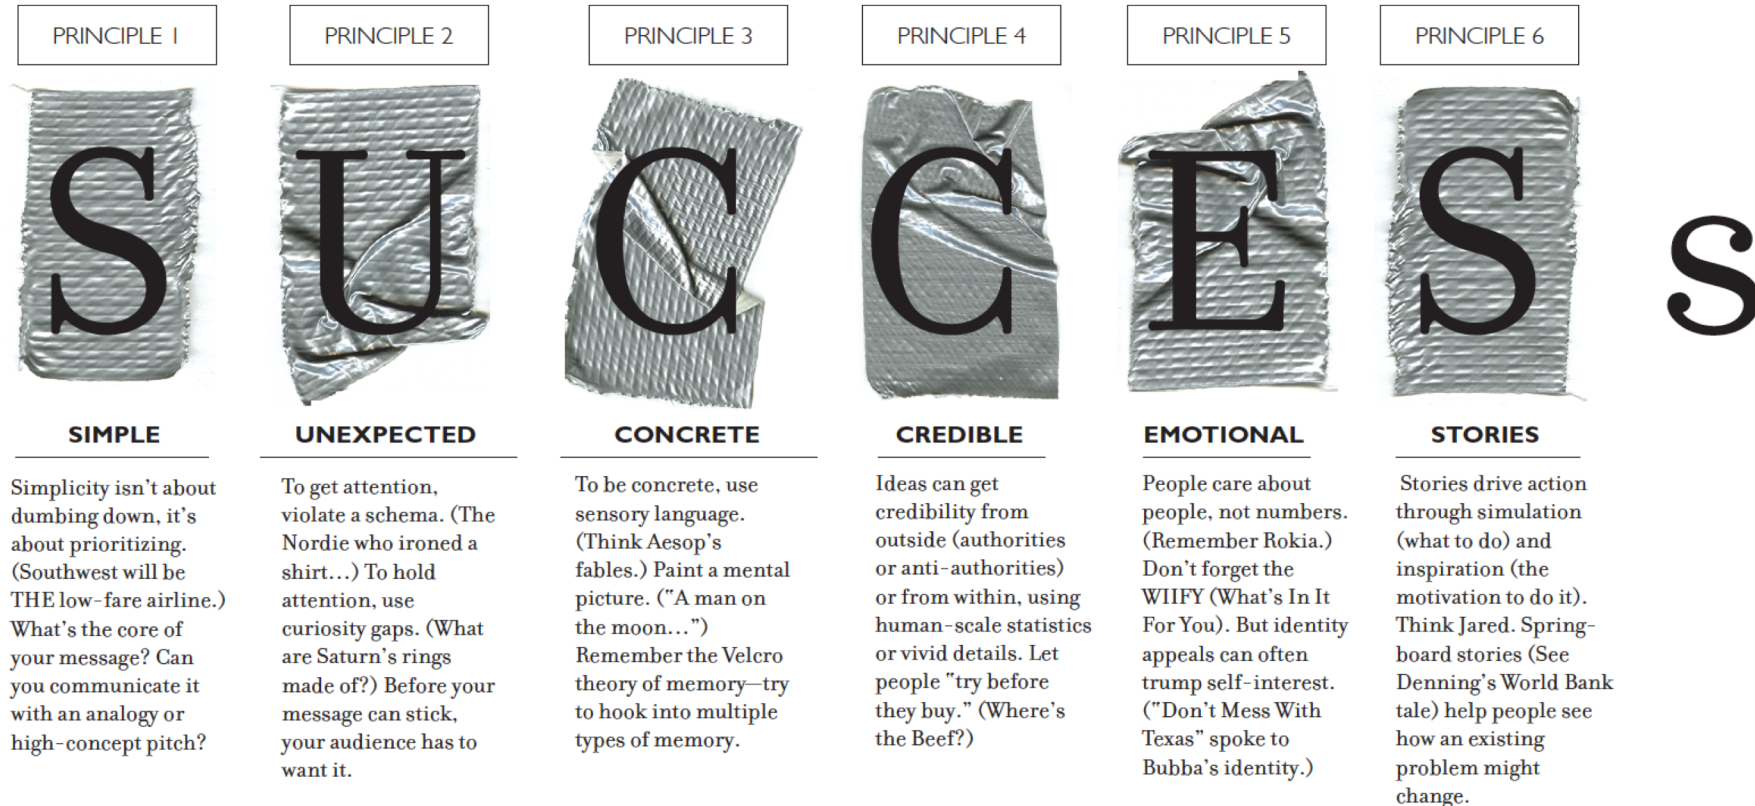 PRINCIPLE 1
PRINCIPLE 2
PRINCIPLE 3
PRINCIPLE 4
PRINCIPLE 5
PRINCIPLE 6
S U C C E S s
SIMPLE
Simplicity isn't about
dumbing down, it's
about prioritizing.
(Southwest will be
THE low-fare airline.)
What's the core of
your message? Can
you communicate it
with an analogy or
high-concept pitch?
UNEXPECTED
To get attention,
violate a schema. (The
Nordie who ironed a
shirt...) To hold
attention, use
curiosity gaps. (What
are Saturn's rings
made of?) Before your
message can stick,
your audience has to
want it.
CONCRETE
To be concrete, use
sensory language.
(Think Aesop's
fables.) Paint a mental
picture. ("A man on
the moon...")
Remember the Velcro
theory of memory—try
to hook into multiple
types of memory.
CREDIBLE
Ideas can get
credibility from
outside (authorities
or anti-authorities)
or from within, using
human-scale statistics
or vivid details. Let
people "try before
they buy." (Where's
the Beef?)
EMOTIONAL
People care about
people, not numbers.
(Remember Rokia.)
Don't forget the
WIIFY (What's In It
For You). But identity
appeals can often
trump self-interest.
("Don't Mess With
Texas" spoke to
Bubba's identity.)
STORIES
Stories drive action
through simulation
(what to do) and
inspiration (the
motivation to do it).
Think Jared. Spring-
board stories (See
Denning's World Bank
tale) help people see
how an existing
problem might
change.